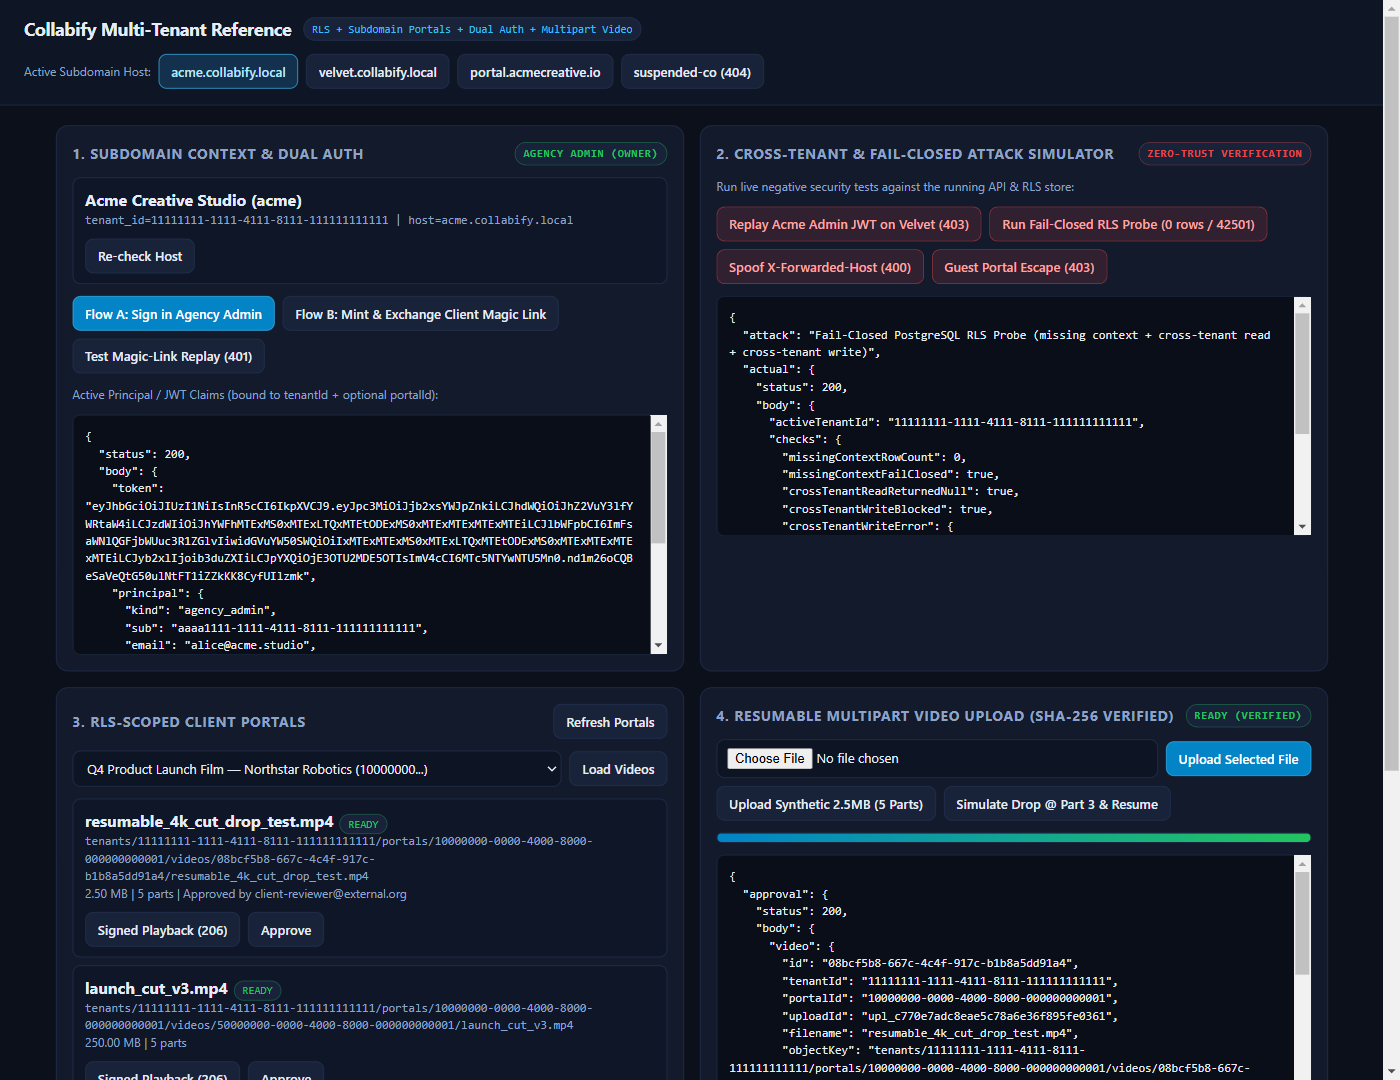 Collabify Multi-Tenant Reference
RLS + Subdomain Portals + Dual Auth + Multipart Video
Active Subdomain Host:
acme.collabify.local
velvet.collabify.local
portal.acmecreative.io
suspended-co (404)
1. SUBDOMAIN CONTEXT & DUAL AUTH
AGENCY ADMIN (OWNER)
Acme Creative Studio (acme)
tenant_id=11111111-1111-4111-8111-111111111111 | host=acme.collabify.local
Re-check Host
Flow A: Sign in Agency Admin
Flow B: Mint & Exchange Client Magic Link
Test Magic-Link Replay (401)
Active Principal / JWT Claims (bound to tenantId + optional portalId):
{
"status": 200,
"body": {
"token":
"principal": {
"kind": "agency_admin",
"sub": "aaaa1111-1111-4111-8111-111111111111",
"email": "alice@acme.studio",
2. CROSS-TENANT & FAIL-CLOSED ATTACK SIMULATOR
ZERO-TRUST VERIFICATION
Run live negative security tests against the running API & RLS store:
Replay Acme Admin JWT on Velvet (403)
Run Fail-Closed RLS Probe (0 rows / 42501)
Spoof X-Forwarded-Host (400)
Guest Portal Escape (403)
{
"attack": "Fail-Closed PostgreSQL RLS Probe (missing context + cross-tenant read
+ cross-tenant write)",
"actual": {
"status": 200,
"body": {
"activeTenantId": "11111111-1111-4111-8111-111111111111",
"checks": {
"missingContextRowCount": 0,
"missingContextFailClosed": true,
"crossTenantReadReturnedNull": true,
"crossTenantWriteBlocked": true,
"crossTenantWriteError": {
3. RLS-SCOPED CLIENT PORTALS
Refresh Portals
Q4 Product Launch Film — Northstar Robotics (10000000...)
Load Videos
resumable_4k_cut_drop_test.mp4
READY
tenants/11111111-1111-4111-8111-111111111111/portals/10000000-0000-4000-8000-
000000000001/videos/08bcf5b8-667c-4c4f-917c-
b1b8a5dd91a4/resumable_4k_cut_drop_test.mp4
2.50 MB | 5 parts | Approved by client-reviewer@external.org
Signed Playback (206)
Approve
launch_cut_v3.mp4
READY
tenants/11111111-1111-4111-8111-111111111111/portals/10000000-0000-4000-8000-
000000000001/videos/50000000-0000-4000-8000-000000000001/launch_cut_v3.mp4
250.00 MB | 5 parts
Signed Playback (206)
Approve
4. RESUMABLE MULTIPART VIDEO UPLOAD (SHA-256 VERIFIED)
READY (VERIFIED)
Choose File
No file chosen
Upload Selected File
Upload Synthetic 2.5MB (5 Parts)
Simulate Drop @ Part 3 & Resume
{
"approval": {
"status": 200,
"body": {
"video": {
"id": "08bcf5b8-667c-4c4f-917c-b1b8a5dd91a4",
"tenantId": "11111111-1111-4111-8111-111111111111",
"portalId": "10000000-0000-4000-8000-000000000001",
"uploadId": "upl_c770e7adc8eae5c78a6e36f895fe0361",
"filename": "resumable_4k_cut_drop_test.mp4",
"objectKey": "tenants/11111111-1111-4111-8111-
111111111111/portals/10000000-0000-4000-8000-000000000001/videos/08bcf5b8-667c-